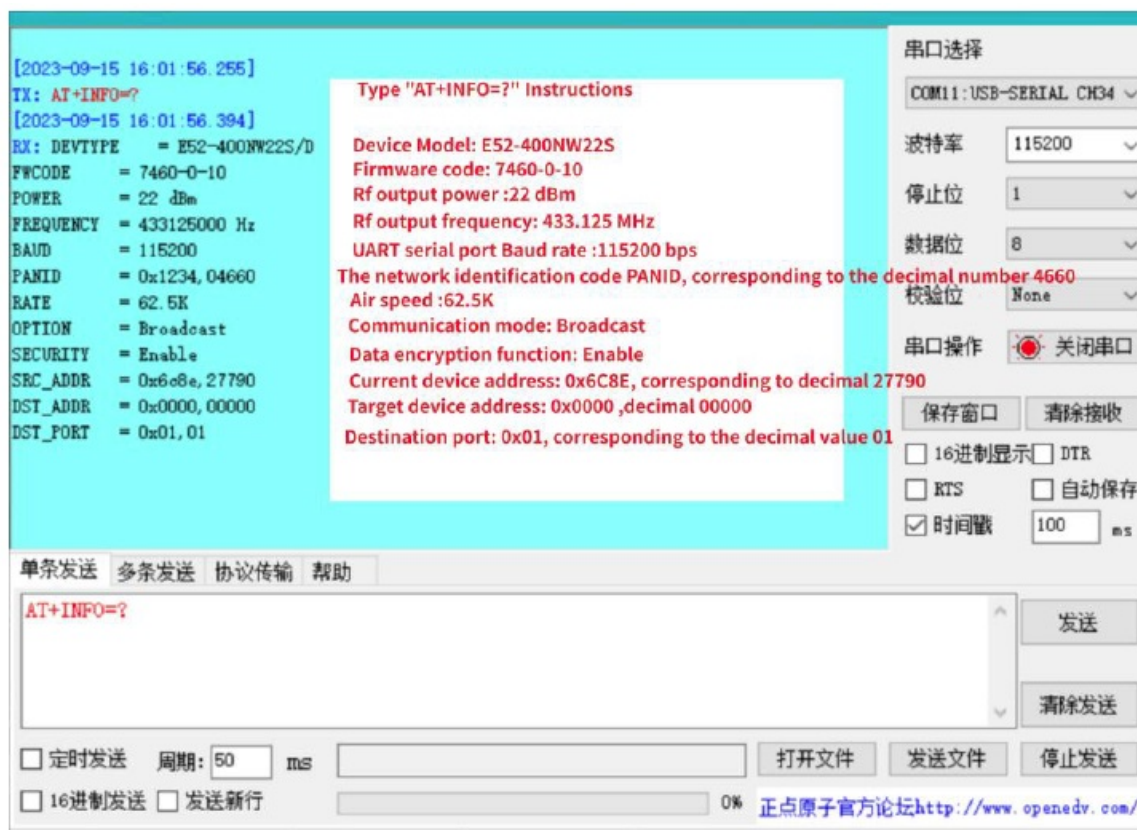 [2023-09-15 16:01:56.255]
TX: AT+INFO=?
[2023-09-15 16:01:56.394]
RX: DEVTYPE = E52-400NW22S/D
FWCODE = 7460-0-10
POWER = 22 dBm
FREQUENCY = 433125000 Hz
BAUD = 115200
PANID = 0x1234,04660
RATE = 62.5K
OPTION = Broadcast
SECURITY = Enable
SRC_ADDR = 0x6c8e,27790
DST_ADDR = 0x0000,00000
DST_PORT = 0x01,01
Type "AT+INFO=?" Instructions
Device Model: E52-400NW22S
Firmware code: 7460-0-10
Rf output power :22 dBm
Rf output frequency: 433.125 MHz
UART serial port Baud rate :115200 bps
The network identification code PANID, corresponding to the decimal number 4660
Air speed :62.5K
Communication mode: Broadcast
Data encryption function: Enable
Current device address: 0x6C8E, corresponding to decimal 27790
Target device address: 0x0000 ,decimal 00000
Destination port: 0x01, corresponding to the decimal value 01
串口选择
COM11:USB-SERIAL CH34
波特率 115200
停止位 1
数据位 8
校验位 None
串口操作 关闭串口
保存窗口 清除接收
16进制显示 DTR
RTS 自动保存
时间戳 100 ms
单条发送 多条发送 协议传输 帮助
AT+INFO=?
发送
清除发送
定时发送 周期: 50 ms 打开文件 发送文件 停止发送
16进制发送 发送新行 0% 正点原子官方论坛http://www.openedv.com/